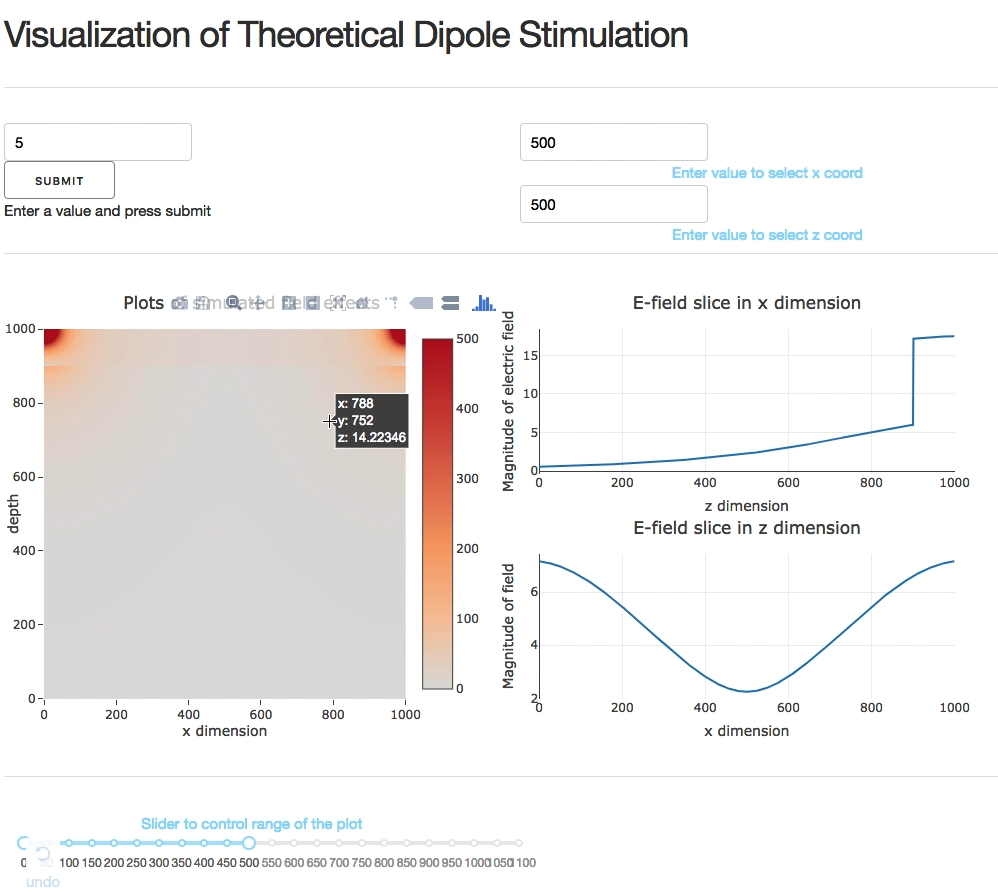 Visualization of Theoretical Dipole Stimulation
5
SUBMIT
Enter a value and press submit
500
Enter value to select x coord
500
Enter value to select z coord
Plots of simulated field effects
1000
800
600
400
200
0
depth
0 200 400 600 800 1000
x dimension
x: 788
y: 752
z: 14.22346
500
400
300
200
100
0
E-field slice in x dimension
Magnitude of electric field
15
10
5
0
0 200 400 600 800 1000
z dimension
E-field slice in z dimension
Magnitude of field
6
4
2
0 200 400 600 800 1000
x dimension
Slider to control range of the plot
0 50 100 150 200 250 300 350 400 450 500 550 600 650 700 750 800 850 900 950 1000 1050 1100
undo